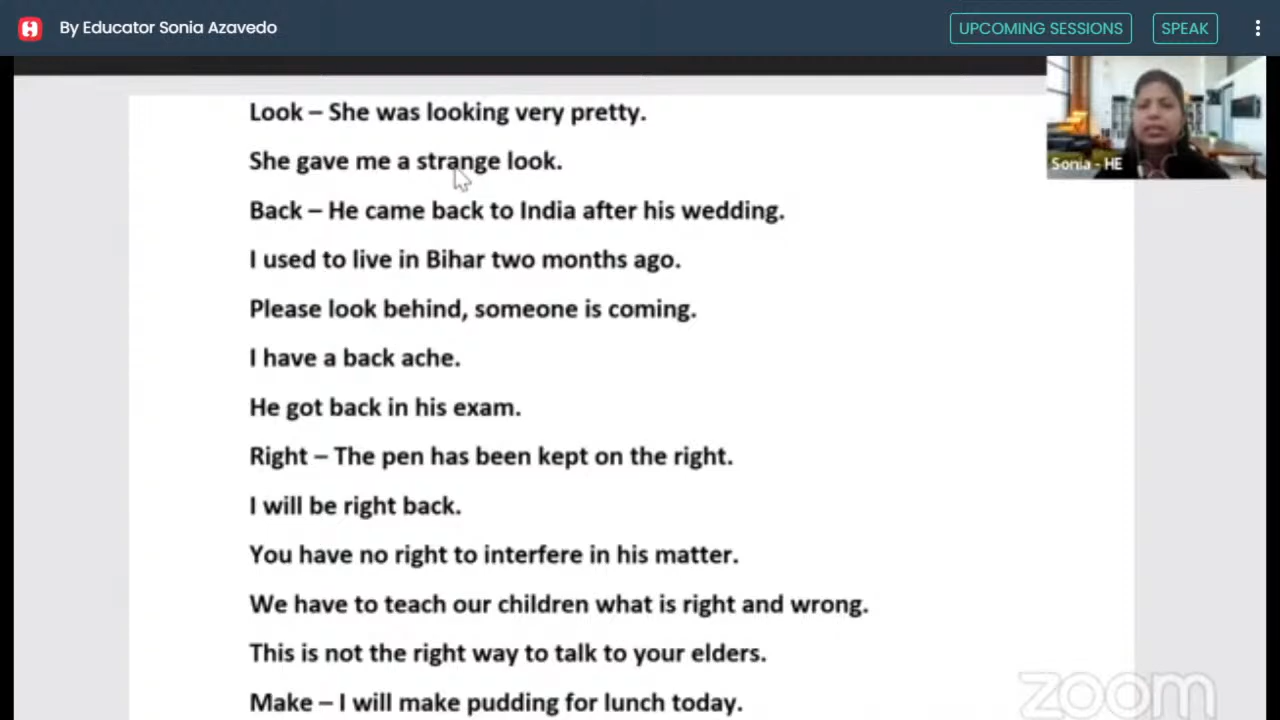 By Educator Sonia Azavedo
UPCOMING SESSIONS
SPEAK
Look – She was looking very pretty.
Sonia - HE
She gave me a strange look.
Back – He came back to India after his wedding.
I used to live in Bihar two months ago.
Please look behind, someone is coming.
I have a back ache.
He got back in his exam.
Right – The pen has been kept on the right.
I will be right back.
You have no right to interfere in his matter.
We have to teach our children what is right and wrong.
This is not the right way to talk to your elders.
Make – I will make pudding for lunch today.
zoom